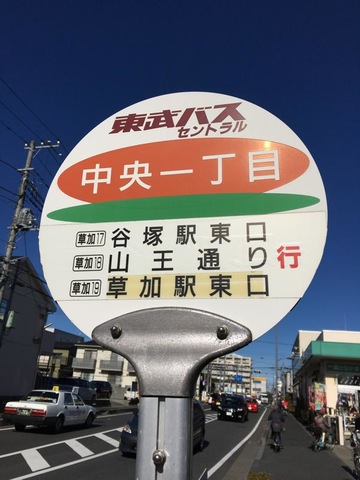 東武バス
セントラル
中央一丁目
草加17 谷塚駅東口
草加18 山王通り 行
草加19 草加駅東口